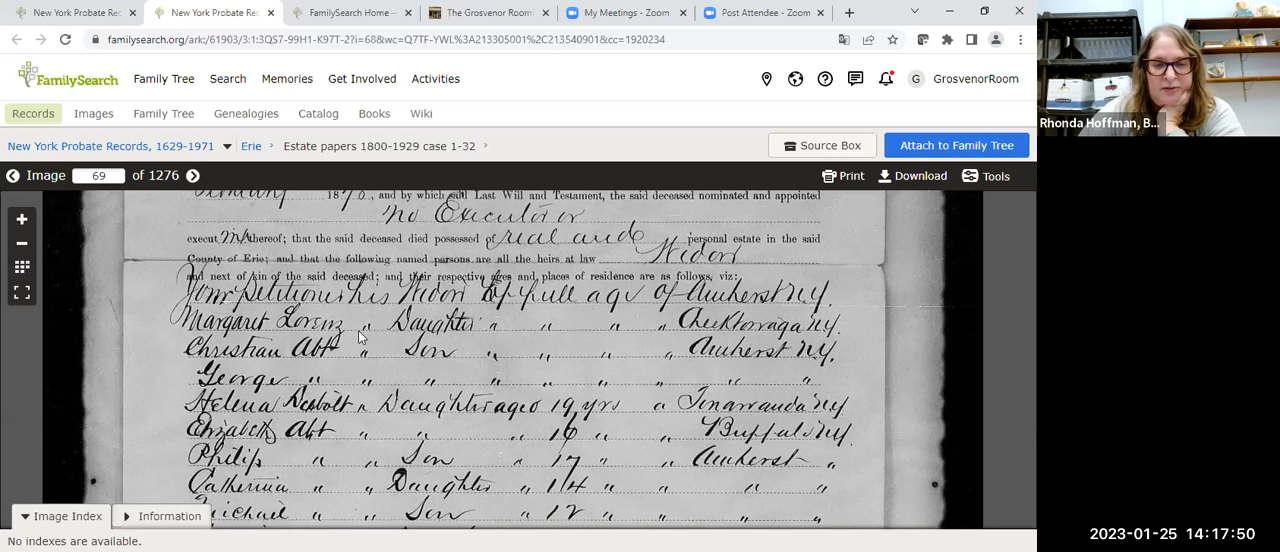 New York Probate Rec
New York Probate Rec
FamilySearch Home —
The Grosvenor Room:
My Meetings - Zoom
Post Attendee - Zoom
familysearch.org/ark:/61903/3:1:3QS7-99H1-K97T-2?i=68&wc=Q7TP-YWL%3A213305001%2C213540901&cc=1920234
FamilySearch
Family Tree
Search
Memories
Get Involved
Activities
G
GrosvenorRoom
Records
Images
Family Tree
Genealogies
Catalog
Books
Wiki
New York Probate Records, 1629-1971
Erie
Estate papers 1800-1929 case 1-32
Source Box
Attach to Family Tree
Image 69 of 1276
Print
Download
Tools
187, and by which said Last Will and Testament, the said deceased nominated and appointed
no Executor or
execut thereof; that the said deceased died possessed of real and personal estate in the said
County of Erie; and that the following named persons are all the heirs at law Widow
and next of kin of the said deceased; and their respective ages and places of residence are as follows, viz:
Your Petitioner his Widow of full age of Amherst N.Y.
Margaret Lorenz " Daughter " " " " Cheektowaga N.Y.
Christian Abt " Son " " " " Amherst N.Y.
George " " " " " " " " "
Helena Desbolt " Daughter aged 19 yrs " Tonawanda N.Y.
Elizabeth Abt " " " 16 " " Buffalo N.Y.
Philip " " Son " 17 " " Amherst "
Catherina " " Daughter " 14 " " " "
Michael " " Son " 12 " " " "
Image Index
Information
No indexes are available.
Rhonda Hoffman, B...
2023-01-25 14:17:50